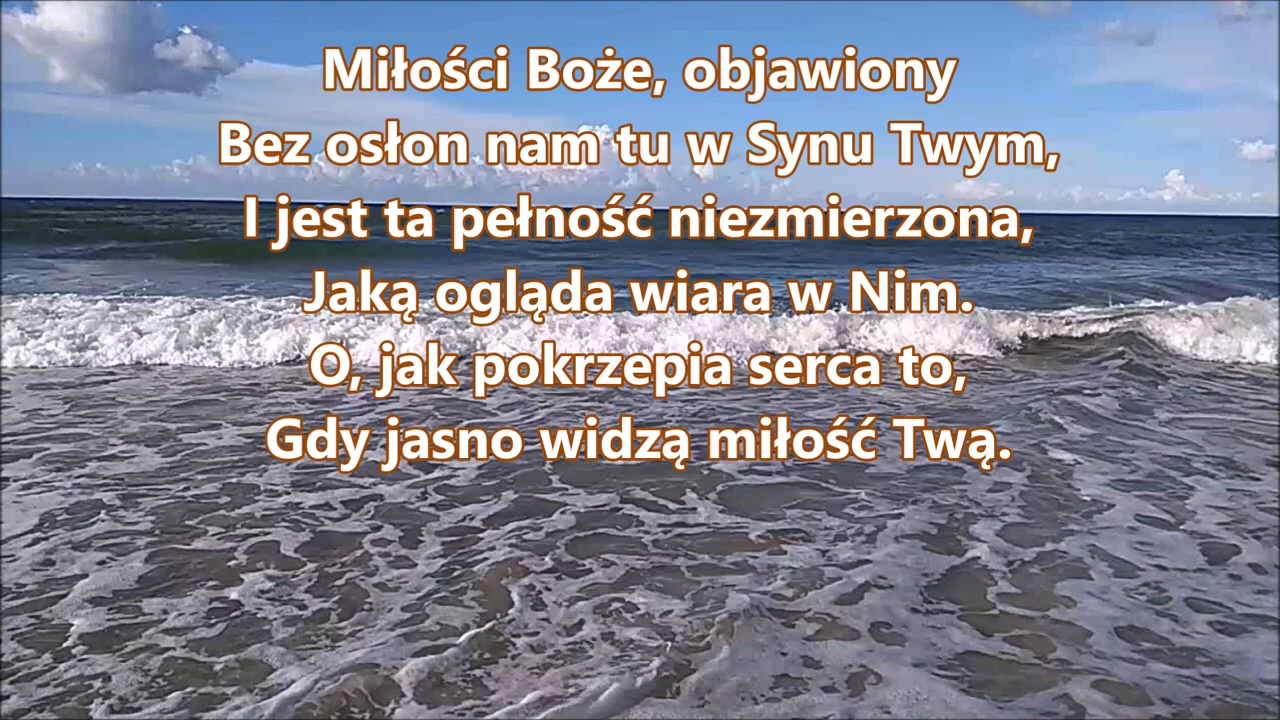 Miłości Boże, objawiony
Bez osłon nam tu w Synu Twym,
I jest ta pełność niezmierzona,
Jaką ogląda wiara w Nim.
O, jak pokrzepia serca to,
Gdy jasno widzą miłość Twą.